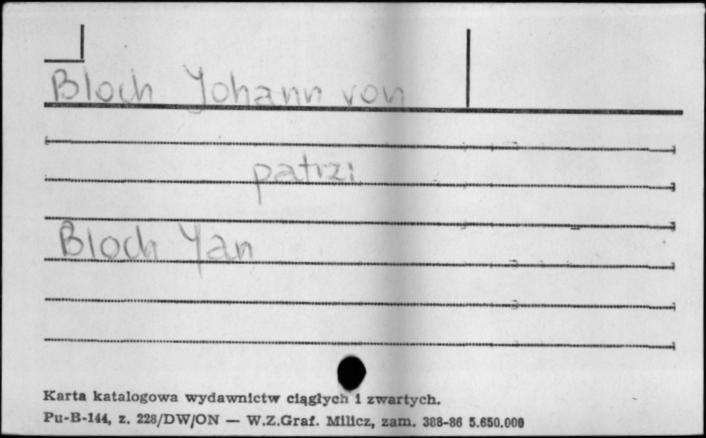 Bloch Johann von
patrz:
Bloch Jan
Karta katalogowa wydawnictw ciągłych i zwartych.
Pu-B-144, z. 228/DW/ON — W.Z.Graf. Milicz, zam. 388-86 5.650.000